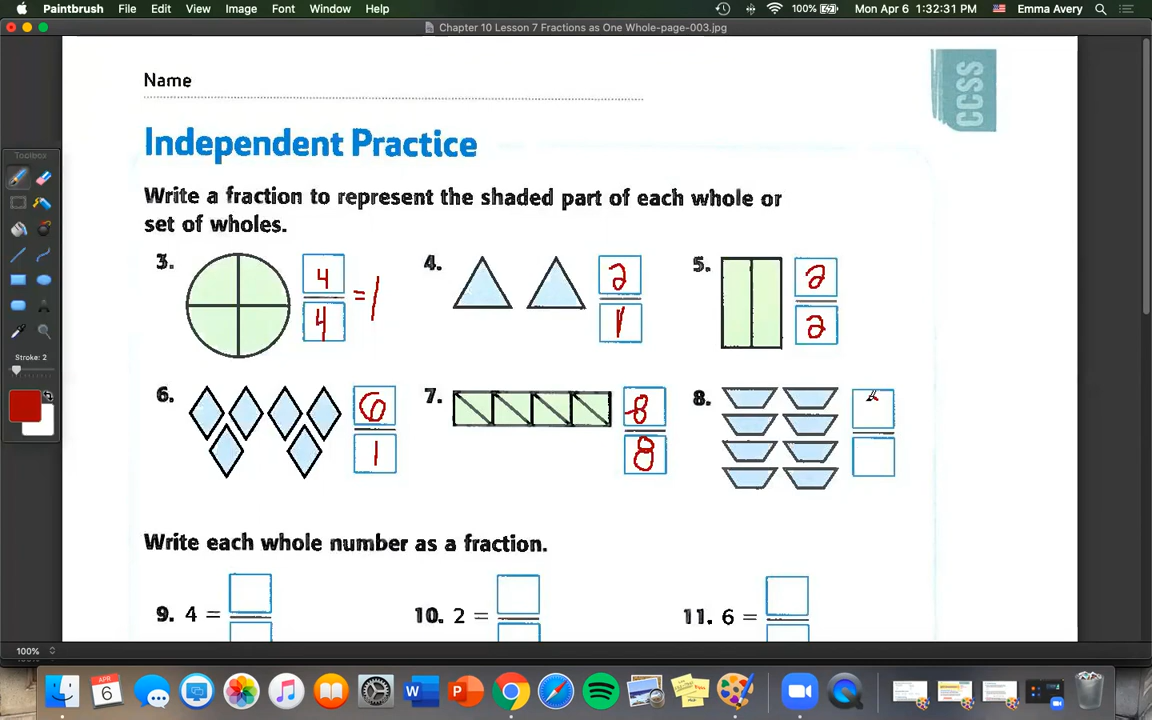 Paintbrush File Edit View Image Font Window Help 100% Mon Apr 6 1:32:31 PM Emma Avery
Chapter 10 Lesson 7 Fractions as One Whole-page-003.jpg
Name
CCSS
Independent Practice
Write a fraction to represent the shaded part of each whole or
set of wholes.
3. 4/4 =1
4. 2/1
5. 2/2
6. 6/1
7. 8/8
8.
Write each whole number as a fraction.
9. 4 =
10. 2 =
11. 6 =
Toolbox
Stroke: 2
100%
APR
6
W
P